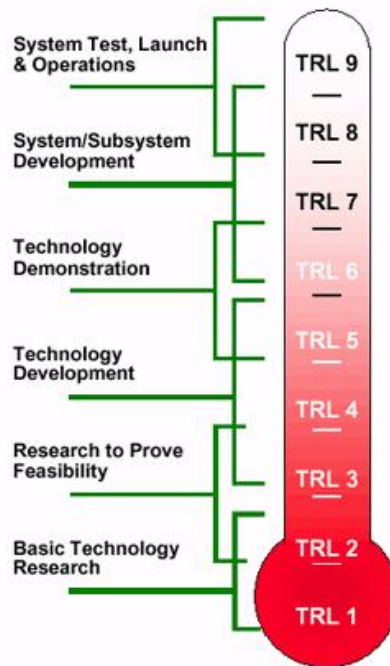 System Test, Launch
& Operations
System/Subsystem
Development
Technology
Demonstration
Technology
Development
Research to Prove
Feasibility
Basic Technology
Research
TRL 9
TRL 8
TRL 7
TRL 6
TRL 5
TRL 4
TRL 3
TRL 2
TRL 1